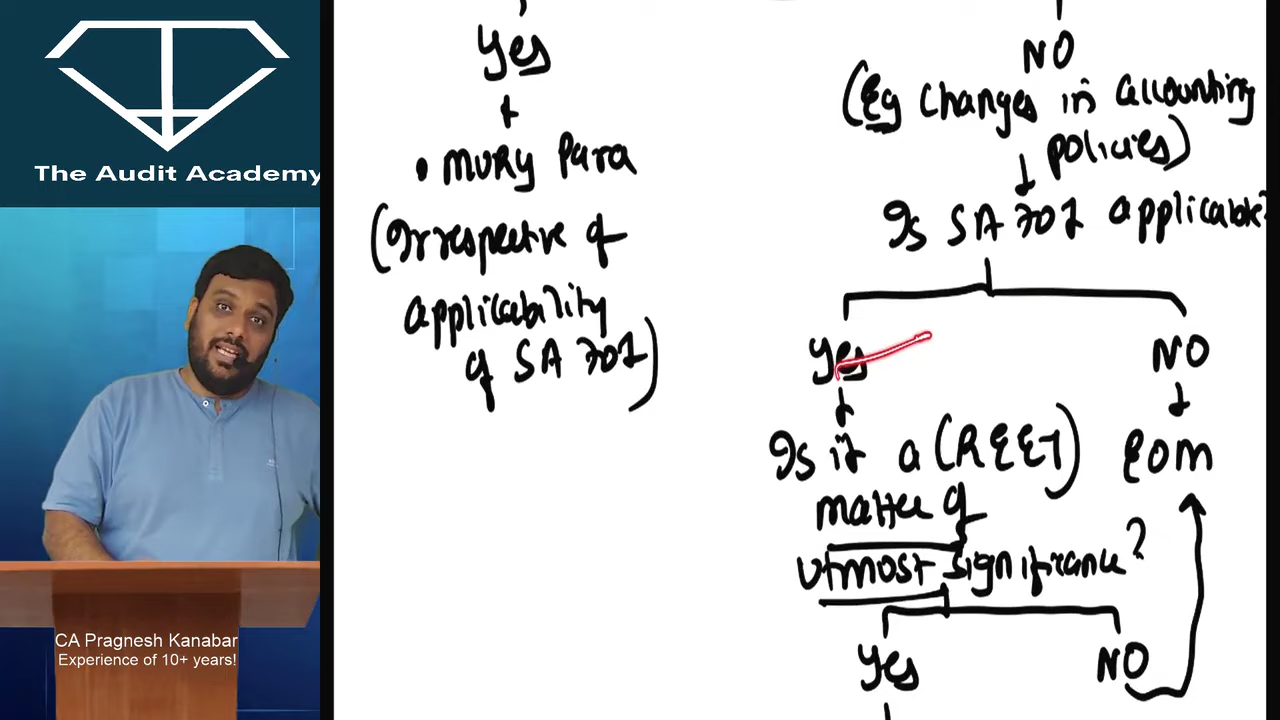 The Audit Academy
CA Pragnesh Kanabar
Experience of 10+ years!
Yes
+
• MURG Para
(Irrespective of
applicability
of SA 701)
NO
(Eg Changes in accounting
policies)
Is SA 701 applicable?
Yes
NO
Is it a (REET)
matter of
utmost significance?
EOM
Yes
NO